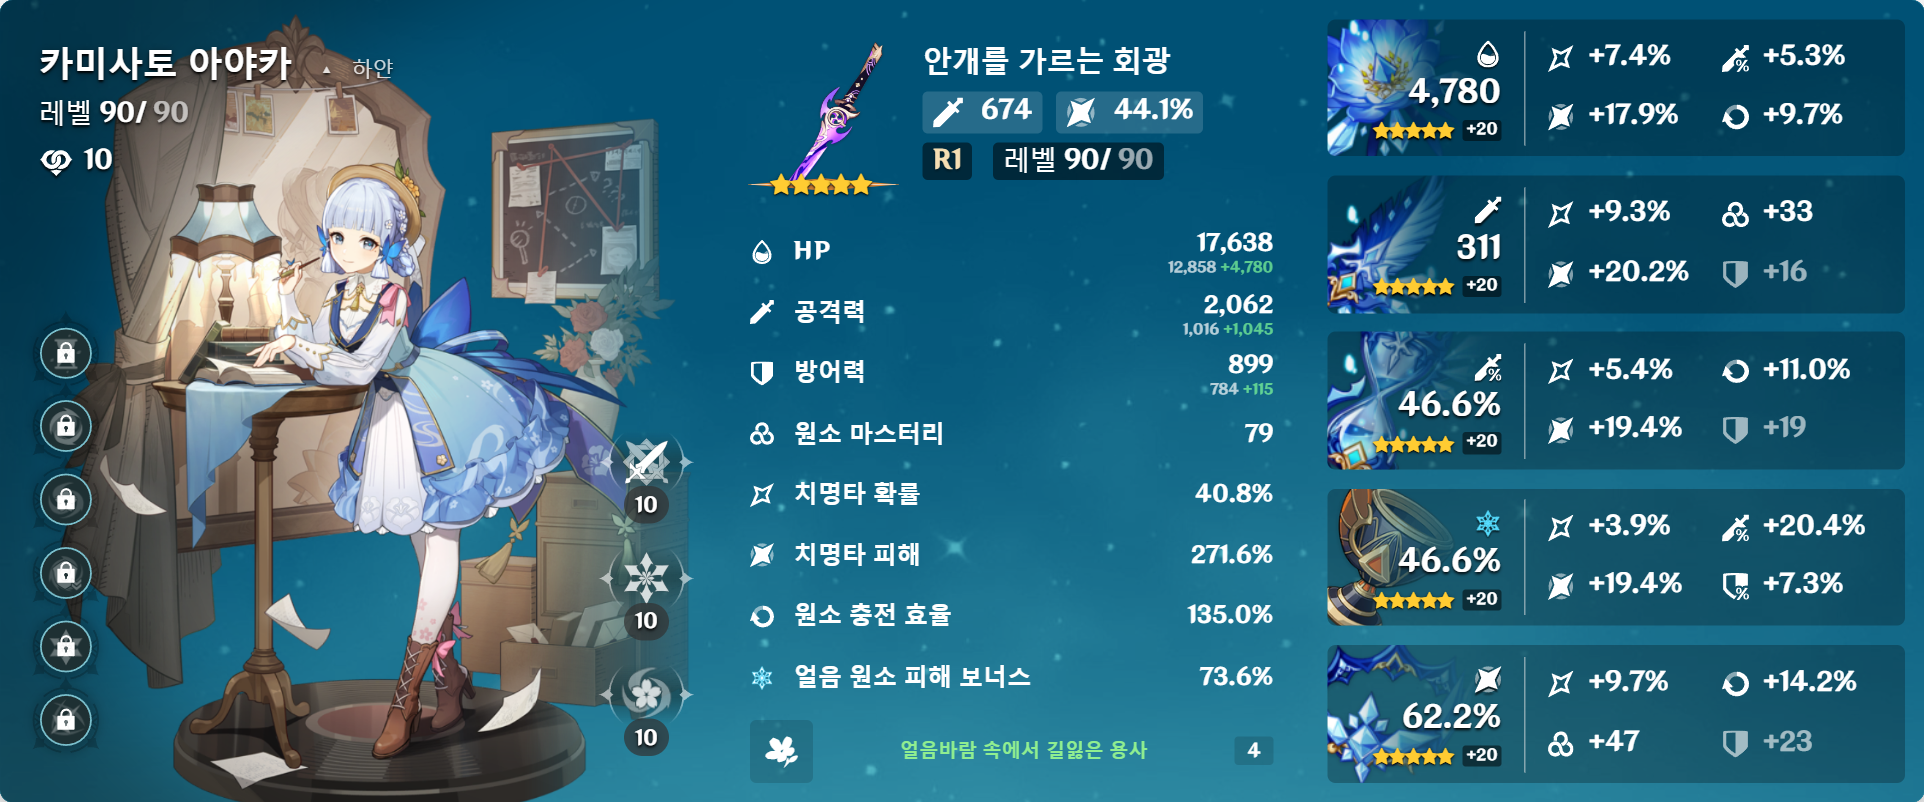 카미사토 아야카 ▲ 하얀
레벨 90/ 90
10
10
10
10
안개를 가르는 회광
674 44.1%
R1 레벨 90/ 90
HP 17,638
12,858 +4,780
공격력 2,062
1,016 +1,045
방어력 899
784 +115
원소 마스터리 79
치명타 확률 40.8%
치명타 피해 271.6%
원소 충전 효율 135.0%
얼음 원소 피해 보너스 73.6%
얼음바람 속에서 길잃은 용사 4
4,780
+20
+7.4% +5.3%
+17.9% +9.7%
311
+20
+9.3% +33
+20.2% +16
46.6%
+20
+5.4% +11.0%
+19.4% +19
46.6%
+20
+3.9% +20.4%
+19.4% +7.3%
62.2%
+20
+9.7% +14.2%
+47 +23